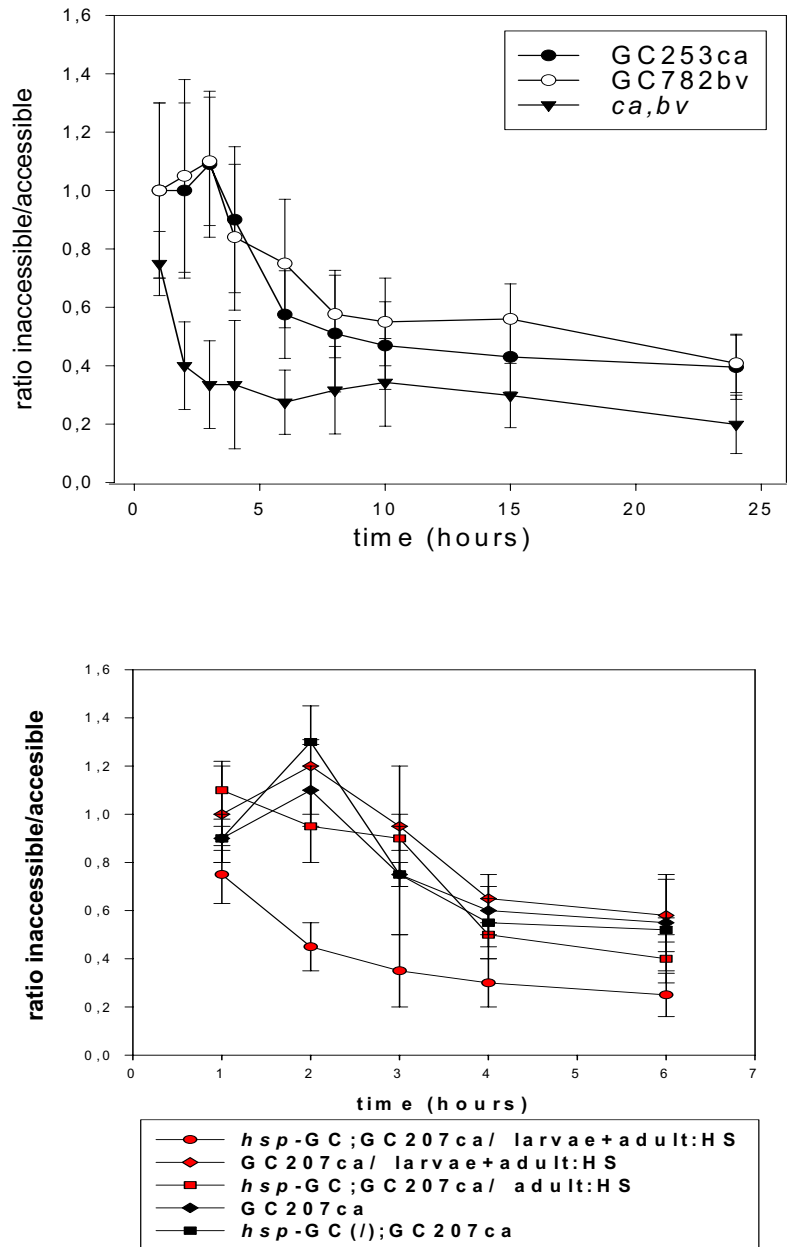 1,6
1,4
1,2
1,0
0,8
0,6
0,4
0,2
0,0
ratio inaccessible/accessible
GC253ca
GC782bv
ca,bv
0 5 10 15 20 25
time (hours)
1,6
1,4
1,2
1,0
0,8
0,6
0,4
0,2
0,0
ratio inaccessible/accesible
0 1 2 3 4 5 6 7
time (hours)
hsp-GC;GC207ca/ larvae+adult:HS
GC207ca/ larvae+adult:HS
hsp-GC;GC207ca/ adult:HS
GC207ca
hsp-GC(/);GC207ca